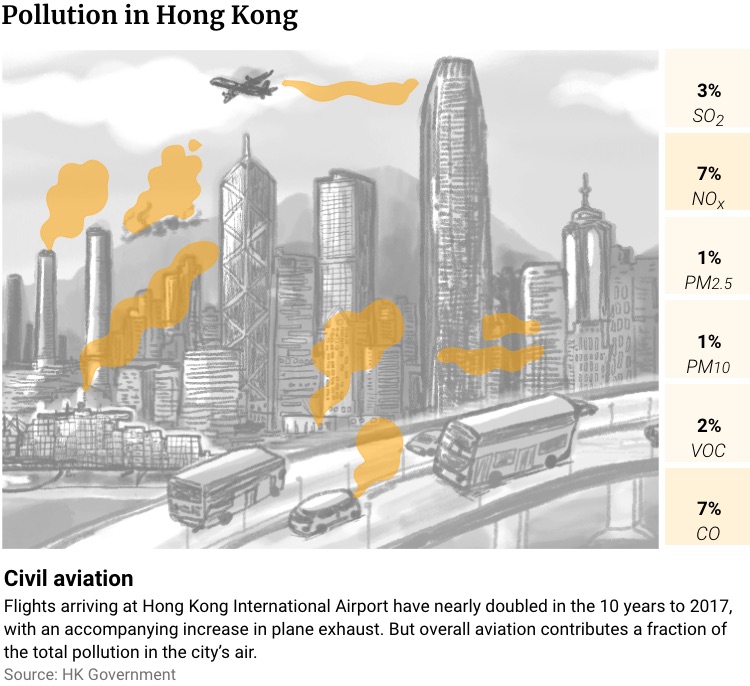 Pollution in Hong Kong
3%
SO2
7%
NOx
1%
PM2.5
1%
PM10
2%
VOC
7%
CO
Civil aviation
Flights arriving at Hong Kong International Airport have nearly doubled in the 10 years to 2017,
with an accompanying increase in plane exhaust. But overall aviation contributes a fraction of
the total pollution in the city’s air.
Source: HK Government